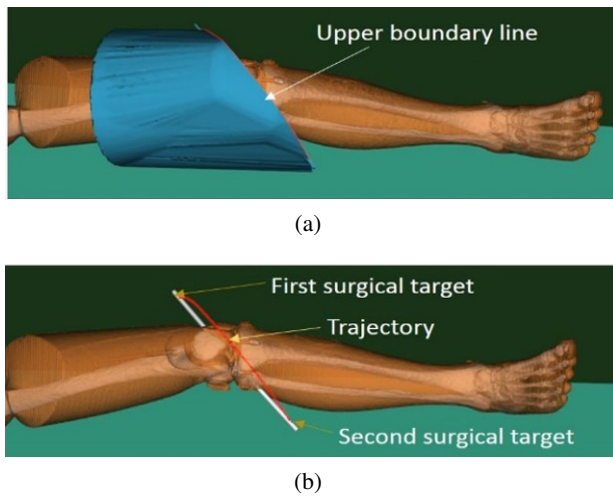 Upper boundary line
(a)
First surgical target
Trajectory
Second surgical target
(b)